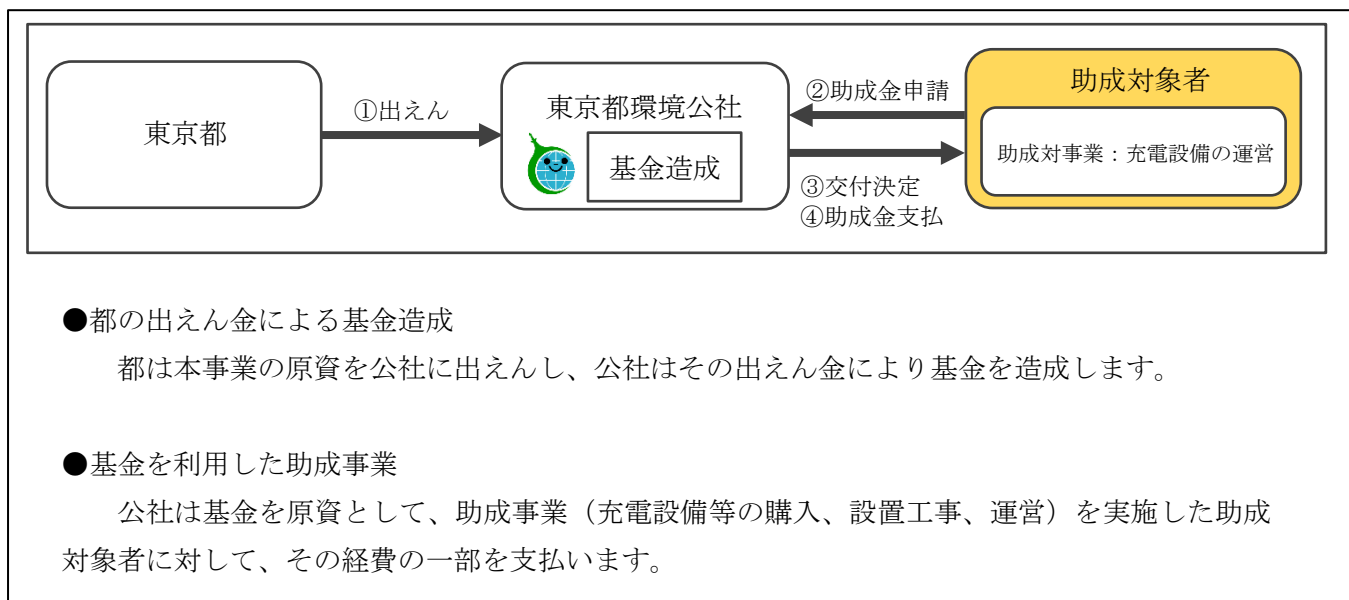 東京都
①出えん
東京都環境公社
基金造成
②助成金申請
③交付決定
④助成金支払
助成対象者
助成対事業：充電設備の運営
●都の出えん金による基金造成
都は本事業の原資を公社に出えんし、公社はその出えん金により基金を造成します。
●基金を利用した助成事業
公社は基金を原資として、助成事業（充電設備等の購入、設置工事、運営）を実施した助成
対象者に対して、その経費の一部を支払います。